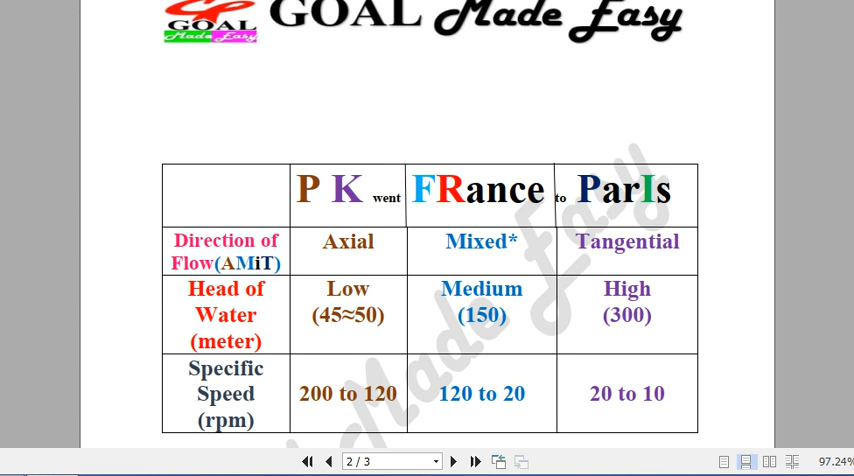 GOAL
Made Easy
GOAL Made Easy
P K went FRance to ParIs
Direction of
Flow(AMiT)
Axial
Mixed*
Tangential
Head of
Water
(meter)
Low
(45≈50)
Medium
(150)
High
(300)
Specific
Speed
(rpm)
200 to 120
120 to 20
20 to 10
Made Easy
2 / 3
97.24%